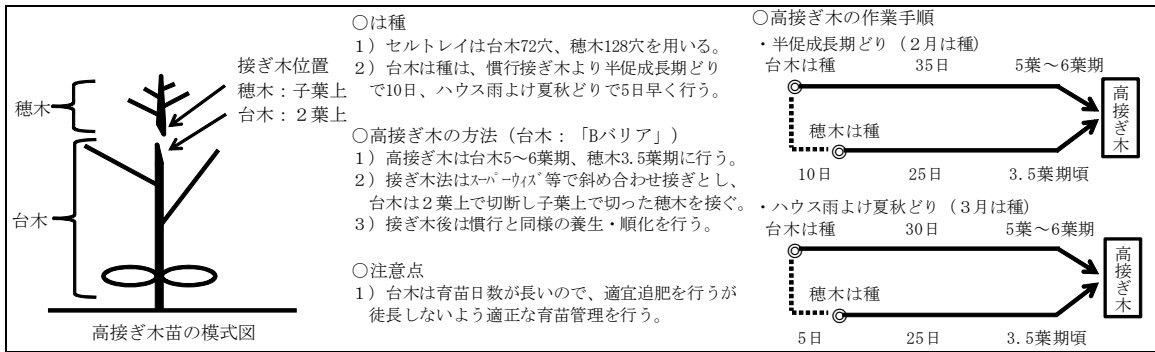 接ぎ木位置
穂木：子葉上
台木：２葉上
穂木
台木
高接ぎ木苗の模式図
○は種
１）セルトレイは台木72穴、穂木128穴を用いる。
２）台木は種は、慣行接ぎ木より半促成長期どり
で10日、ハウス雨よけ夏秋どりで5日早く行う。
○高接ぎ木の方法（台木：「Bバリア」）
１）高接ぎ木は台木5～6葉期、穂木3.5葉期に行う。
２）接ぎ木法はｽｰﾊﾟｰｳｨｽﾞ等で斜め合わせ接ぎとし、
台木は２葉上で切断し子葉上で切った穂木を接ぐ。
３）接ぎ木後は慣行と同様の養生・順化を行う。
○注意点
１）台木は育苗日数が長いので、適宜追肥を行うが
徒長しないよう適正な育苗管理を行う。
○高接ぎ木の作業手順
・半促成長期どり（２月は種）
台木は種 35日 5葉～6葉期
高接ぎ木
穂木は種
10日 25日 3.5葉期頃
・ハウス雨よけ夏秋どり（３月は種）
台木は種 30日 5葉～6葉期
高接ぎ木
穂木は種
5日 25日 3.5葉期頃